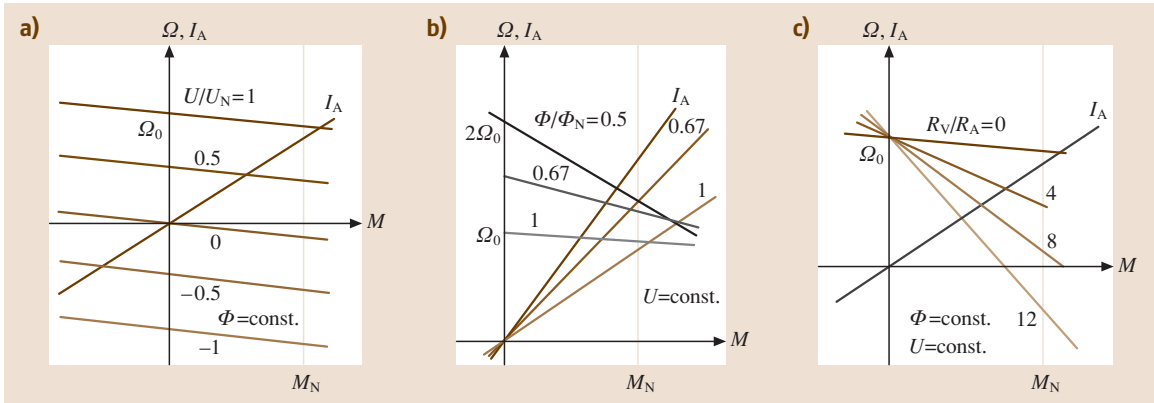 a)
Ω, I_A
U/U_N=1
I_A
Ω_0
0.5
M
0
−0.5
Φ=const.
−1
M_N
b)
Ω, I_A
I_A
Φ/Φ_N=0.5
0.67
2Ω_0
0.67
1
1
Ω_0
U=const.
M
M_N
c)
Ω, I_A
R_V/R_A=0
I_A
Ω_0
4
8
M
12
Φ=const.
U=const.
M_N